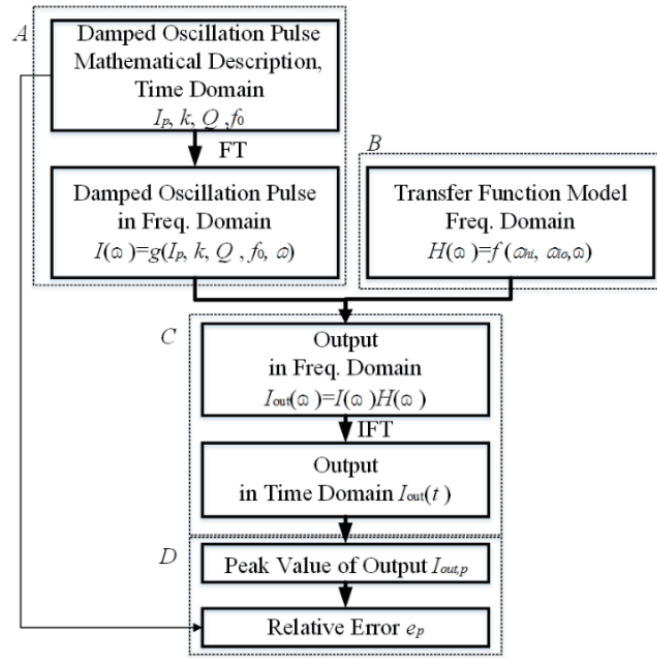 A
Damped Oscillation Pulse
Mathematical Description,
Time Domain
Ip, k, Q ,f0
FT
Damped Oscillation Pulse
in Freq. Domain
I(ω)=g(Ip, k, Q , f0, ω)
B
Transfer Function Model
Freq. Domain
H(ω)=f (ωhi, ωlo,ω)
C
Output
in Freq. Domain
Iout(ω)=I(ω)H(ω)
IFT
Output
in Time Domain Iout(t)
D
Peak Value of Output Iout,p
Relative Error ep